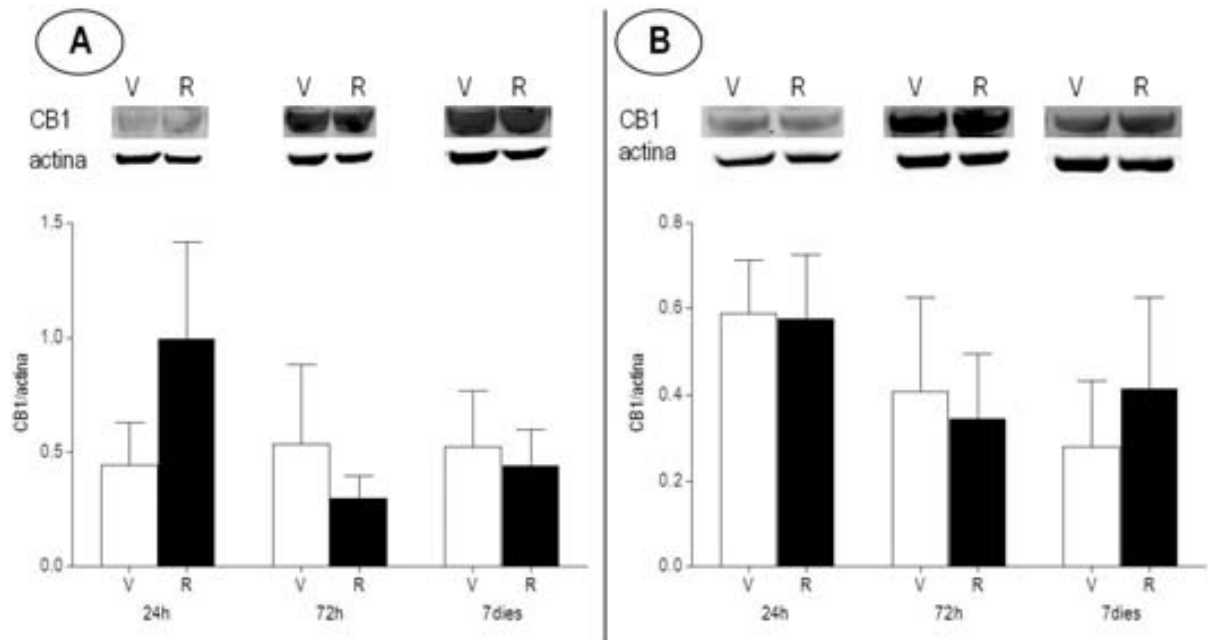 A
V R V R V R
CB1
actina
1.5
1.0
0.5
0.0
CB1/actina
V R V R V R
24h 72h 7dies
B
V R V R V R
CB1
actina
0.8
0.6
0.4
0.2
0.0
CB1/actina
V R V R V R
24h 72h 7dies